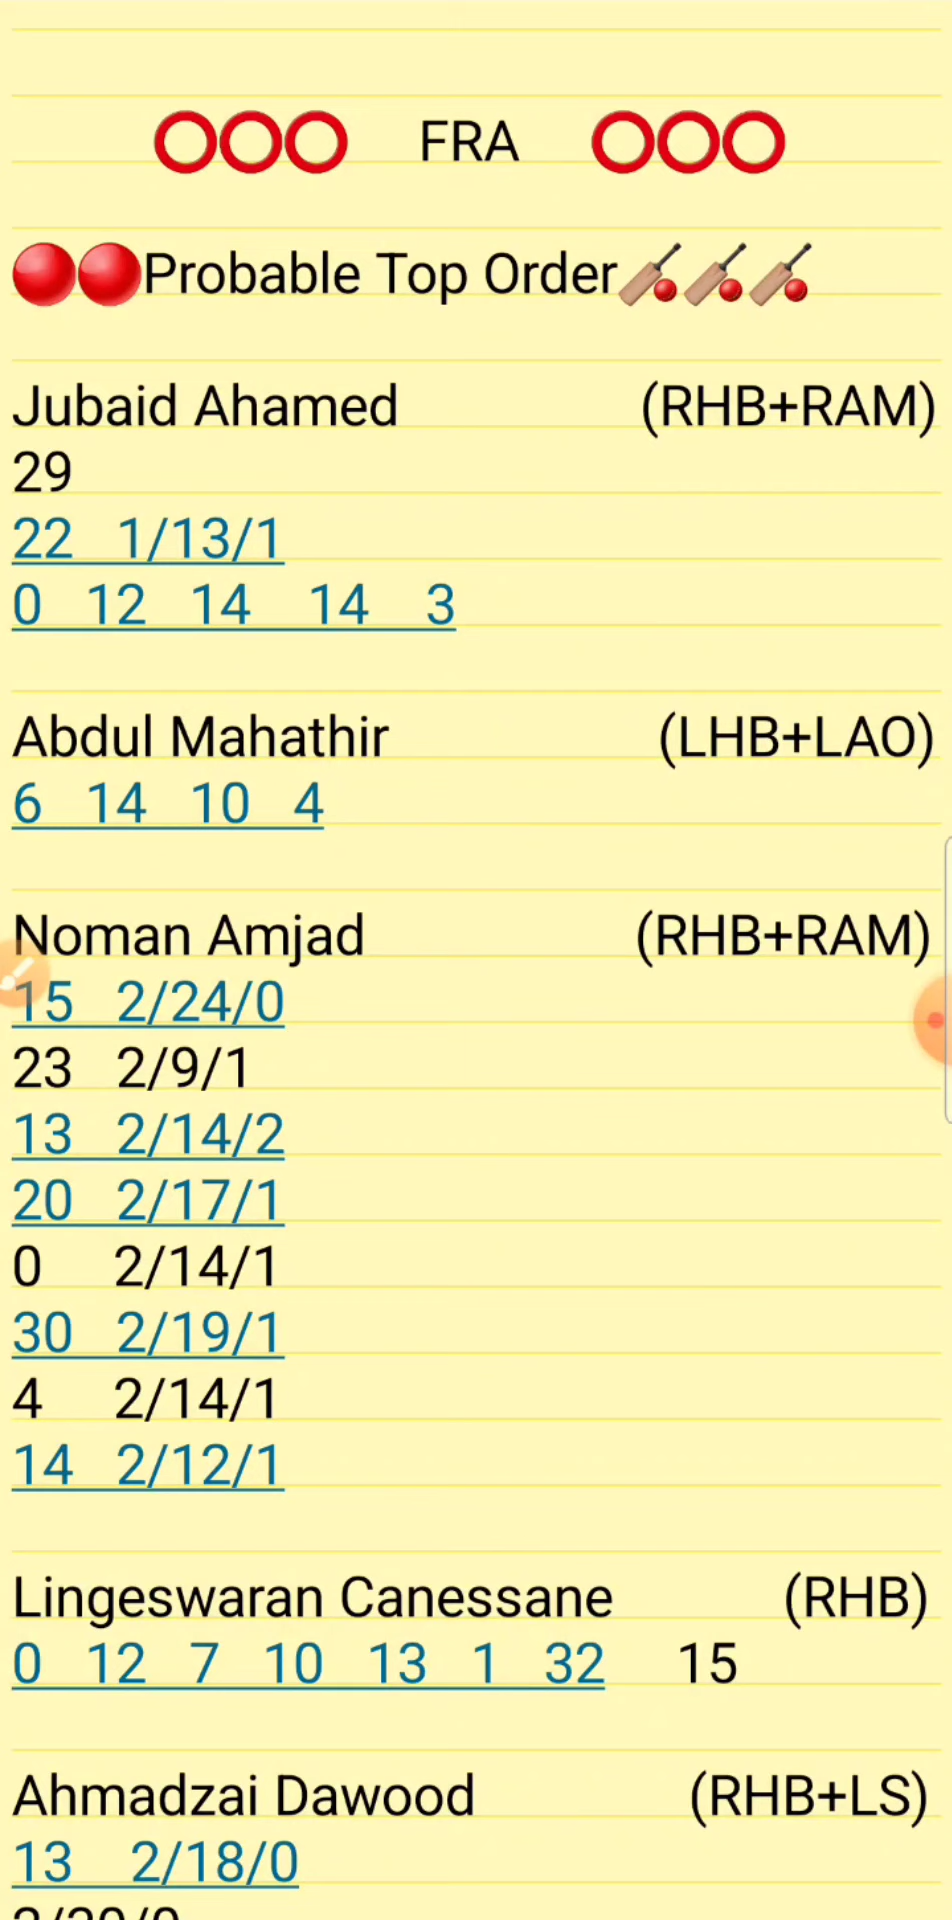 FRA
Probable Top Order
Jubaid Ahamed (RHB+RAM)
29
22 1/13/1
0 12 14 14 3
Abdul Mahathir (LHB+LAO)
6 14 10 4
Noman Amjad (RHB+RAM)
15 2/24/0
23 2/9/1
13 2/14/2
20 2/17/1
0 2/14/1
30 2/19/1
4 2/14/1
14 2/12/1
Lingeswaran Canessane (RHB)
0 12 7 10 13 1 32 15
Ahmadzai Dawood (RHB+LS)
13 2/18/0